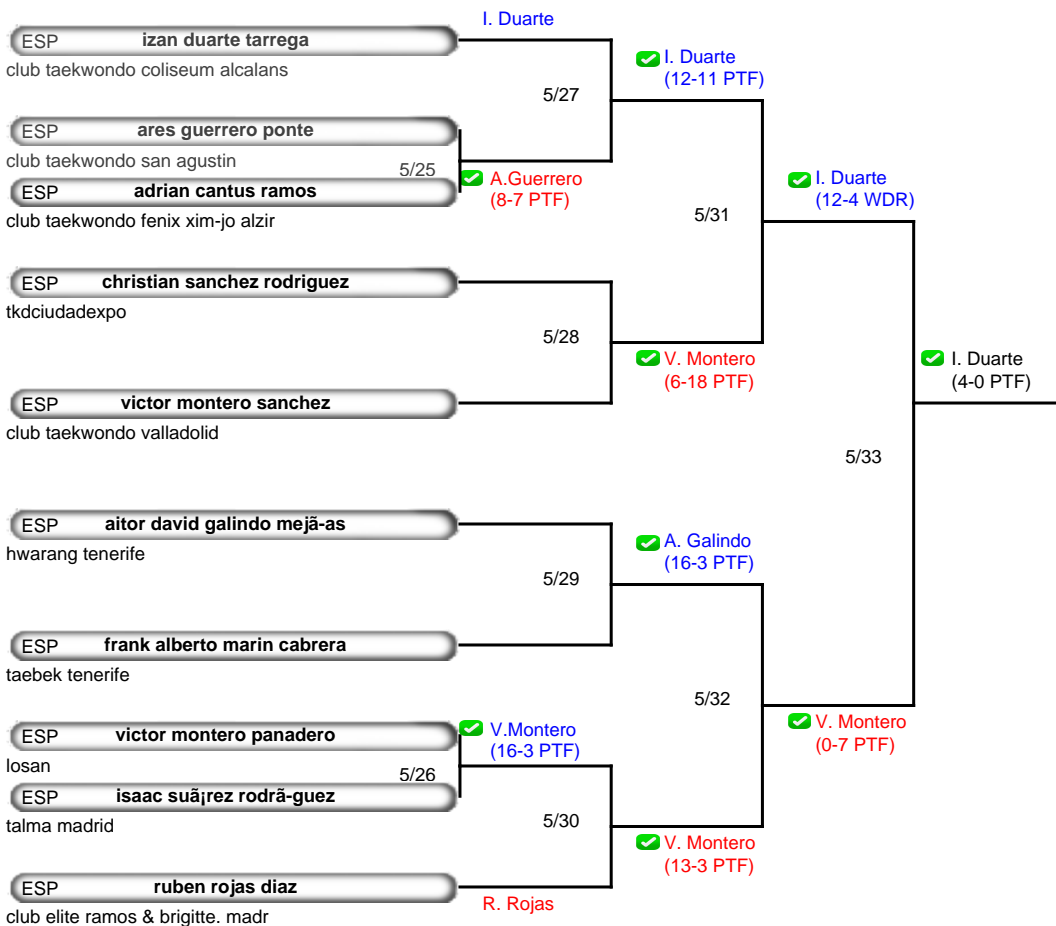 I. Duarte
ESP izan duarte tarrega
club taekwondo coliseum alcalans
I. Duarte
(12-11 PTF)
5/27
ESP ares guerrero ponte
club taekwondo san agustin
5/25
A.Guerrero
(8-7 PTF)
ESP adrian cantus ramos
club taekwondo fenix xim-jo alzir
I. Duarte
(12-4 WDR)
5/31
ESP christian sanchez rodriguez
tkdciudadexpo
5/28
V. Montero
(6-18 PTF)
ESP victor montero sanchez
club taekwondo valladolid
I. Duarte
(4-0 PTF)
5/33
ESP aitor david galindo mejã-as
hwarang tenerife
A. Galindo
(16-3 PTF)
5/29
ESP frank alberto marin cabrera
taebek tenerife
5/32
V. Montero
(0-7 PTF)
ESP victor montero panadero
losan
V.Montero
(16-3 PTF)
5/26
ESP isaac suã¡rez rodrã-guez
talma madrid
5/30
V. Montero
(13-3 PTF)
ESP ruben rojas diaz
club elite ramos & brigitte. madr
R. Rojas